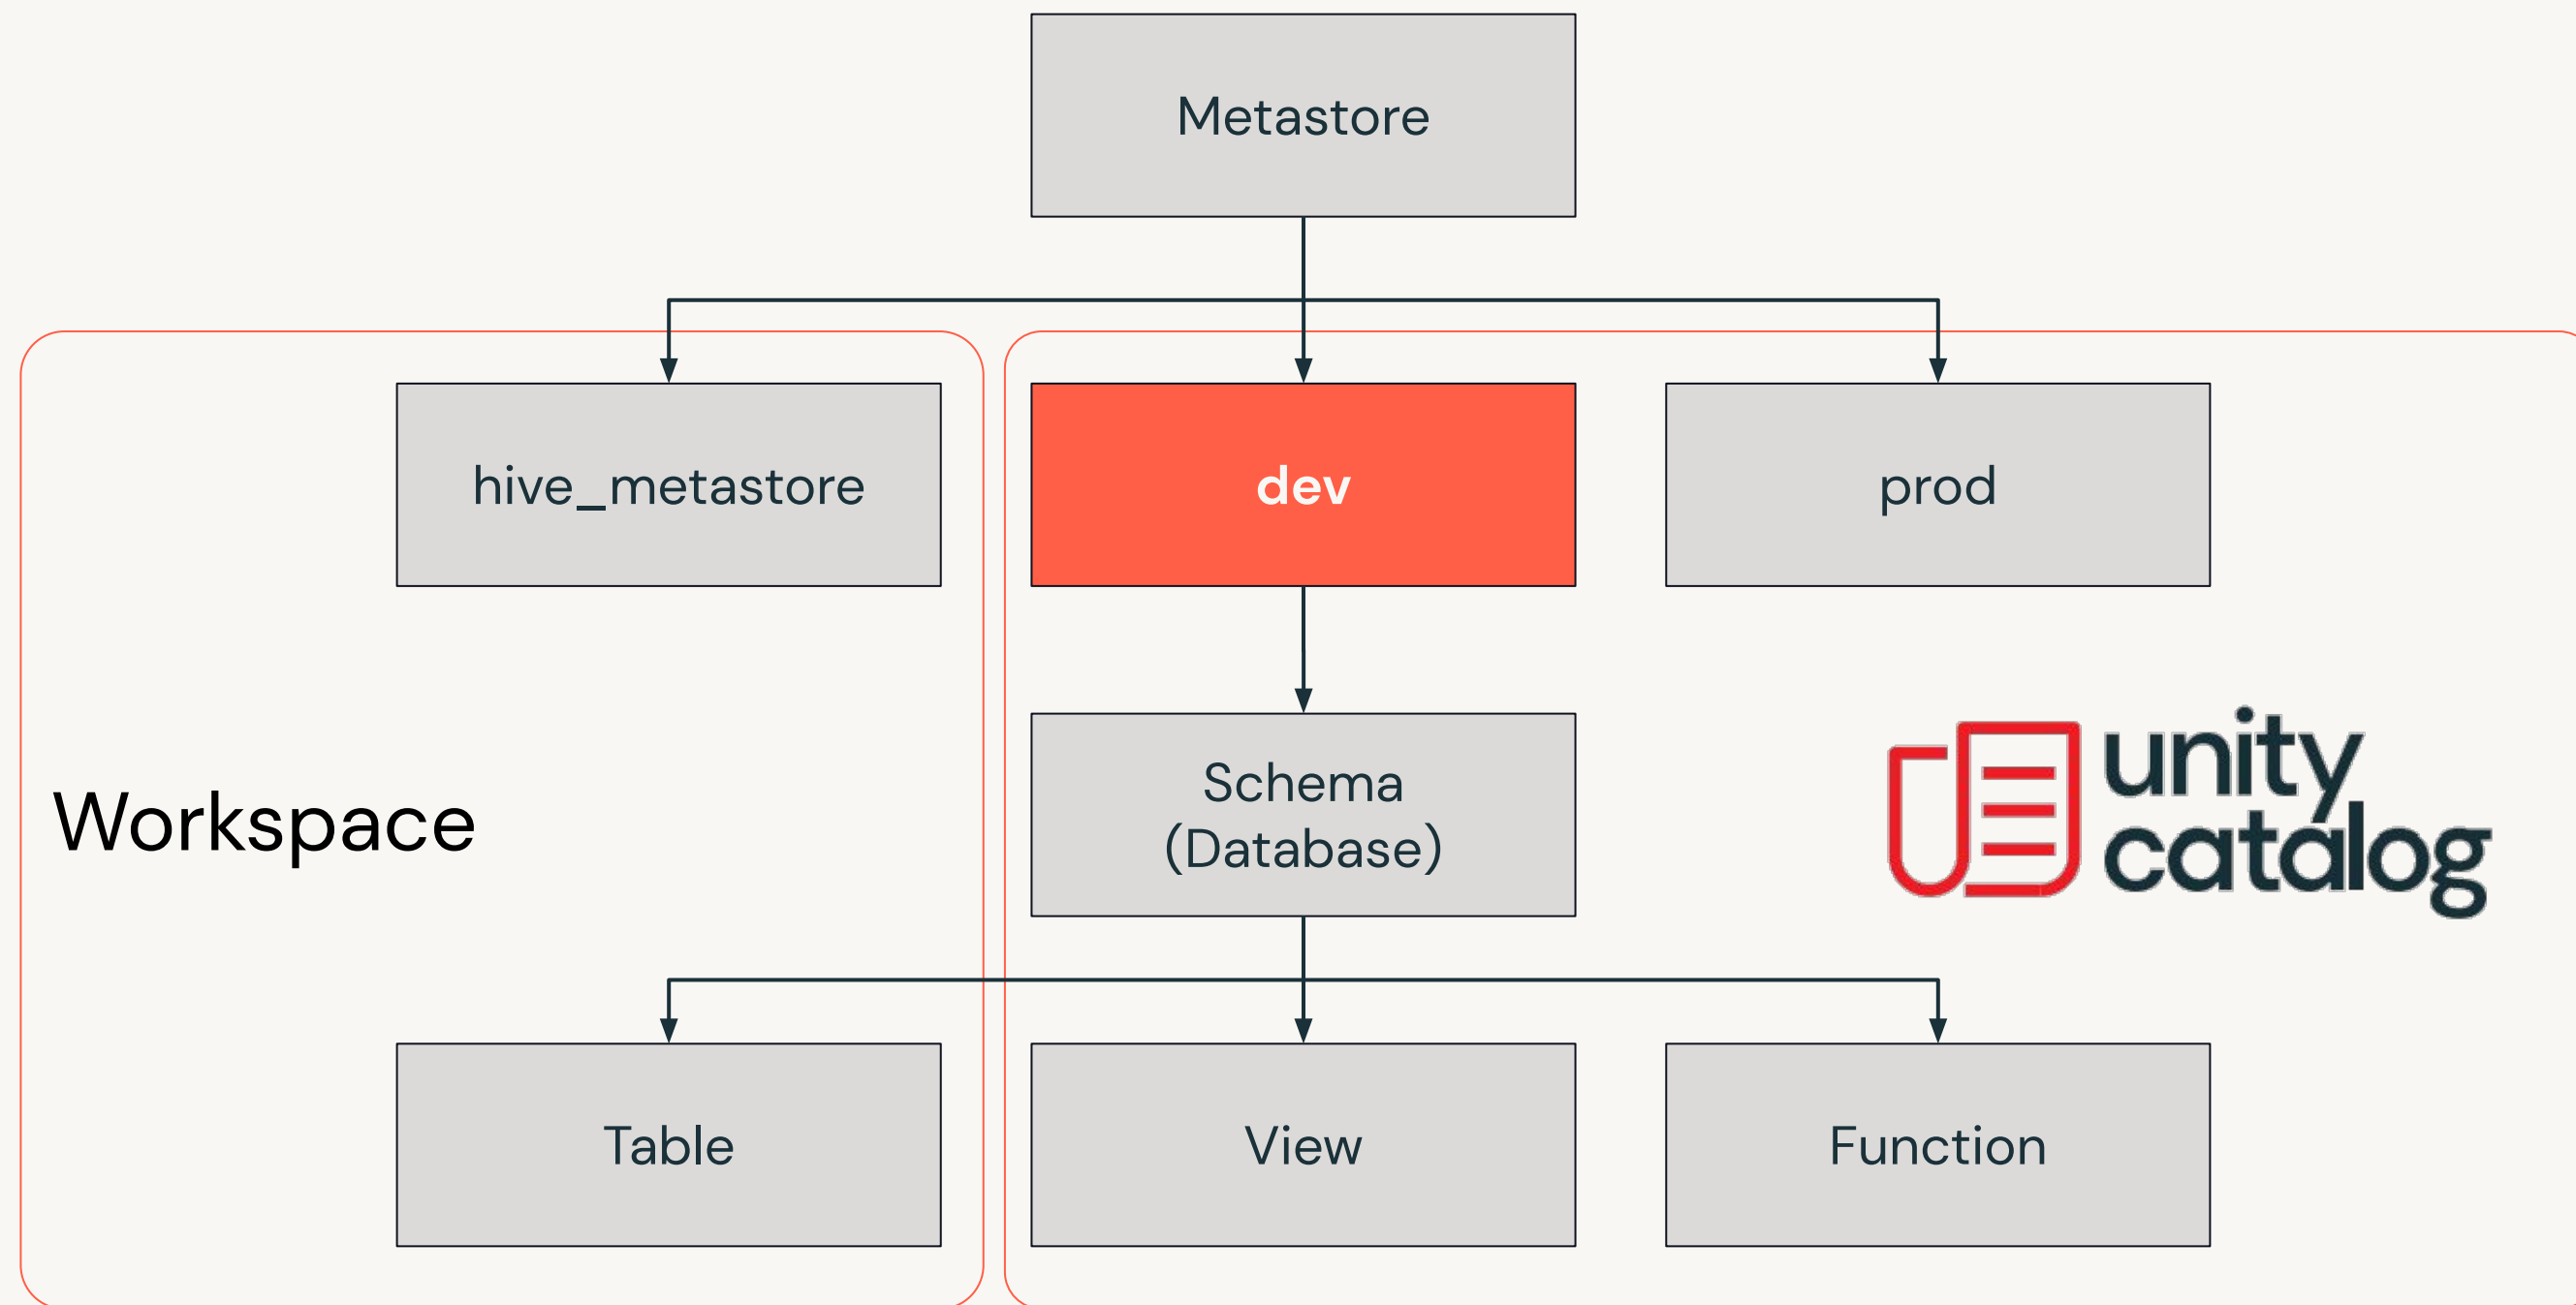 Metastore
hive_metastore
dev
prod
Schema
(Database)
Workspace
unity
catalog
Table
View
Function